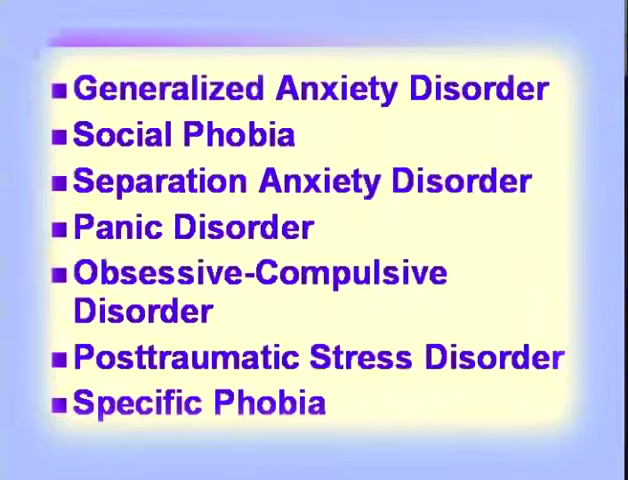 Generalized Anxiety Disorder
Social Phobia
Separation Anxiety Disorder
Panic Disorder
Obsessive-Compulsive
Disorder
Posttraumatic Stress Disorder
Specific Phobia